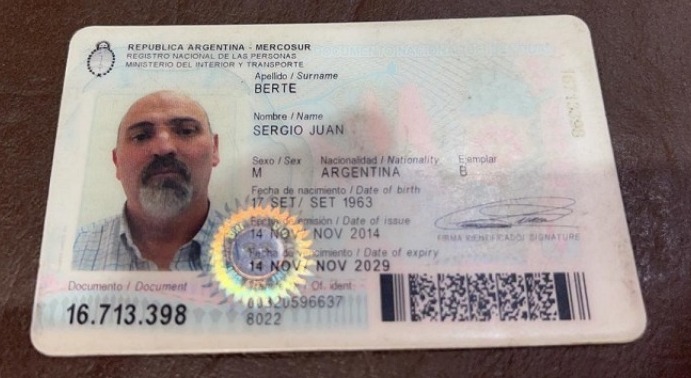 REPUBLICA ARGENTINA - MERCOSUR
REGISTRO NACIONAL DE LAS PERSONAS
MINISTERIO DEL INTERIOR Y TRANSPORTE
Apellido / Surname
BERTE
Nombre / Name
SERGIO JUAN
Sexo / Sex Nacionalidad / Nationality Ejemplar
M ARGENTINA B
Fecha de nacimiento / Date of birth
17 SET/ SET 1963
Fecha de emisión / Date of issue
14 NOV/ NOV 2014
FIRMA IDENTIFICADO/ SIGNATURE
Fecha de vencimiento / Date of expiry
14 NOV/ NOV 2029
Documento / Document Of. ident.
16.713.398
8022